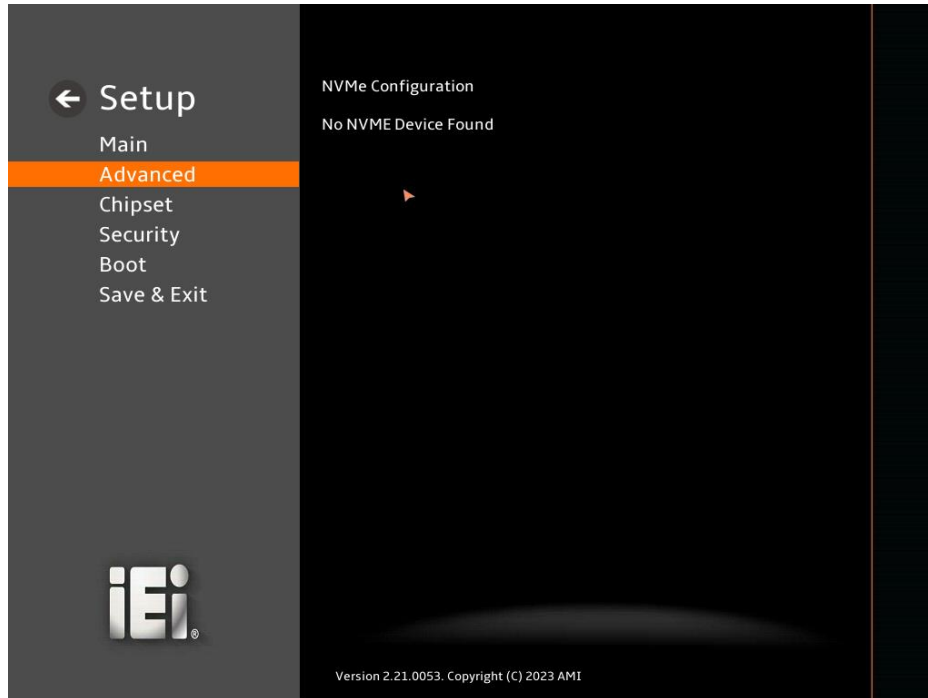 Setup
Main
Advanced
Chipset
Security
Boot
Save & Exit
iEi®
NVMe Configuration
No NVME Device Found
Version 2.21.0053. Copyright (C) 2023 AMI